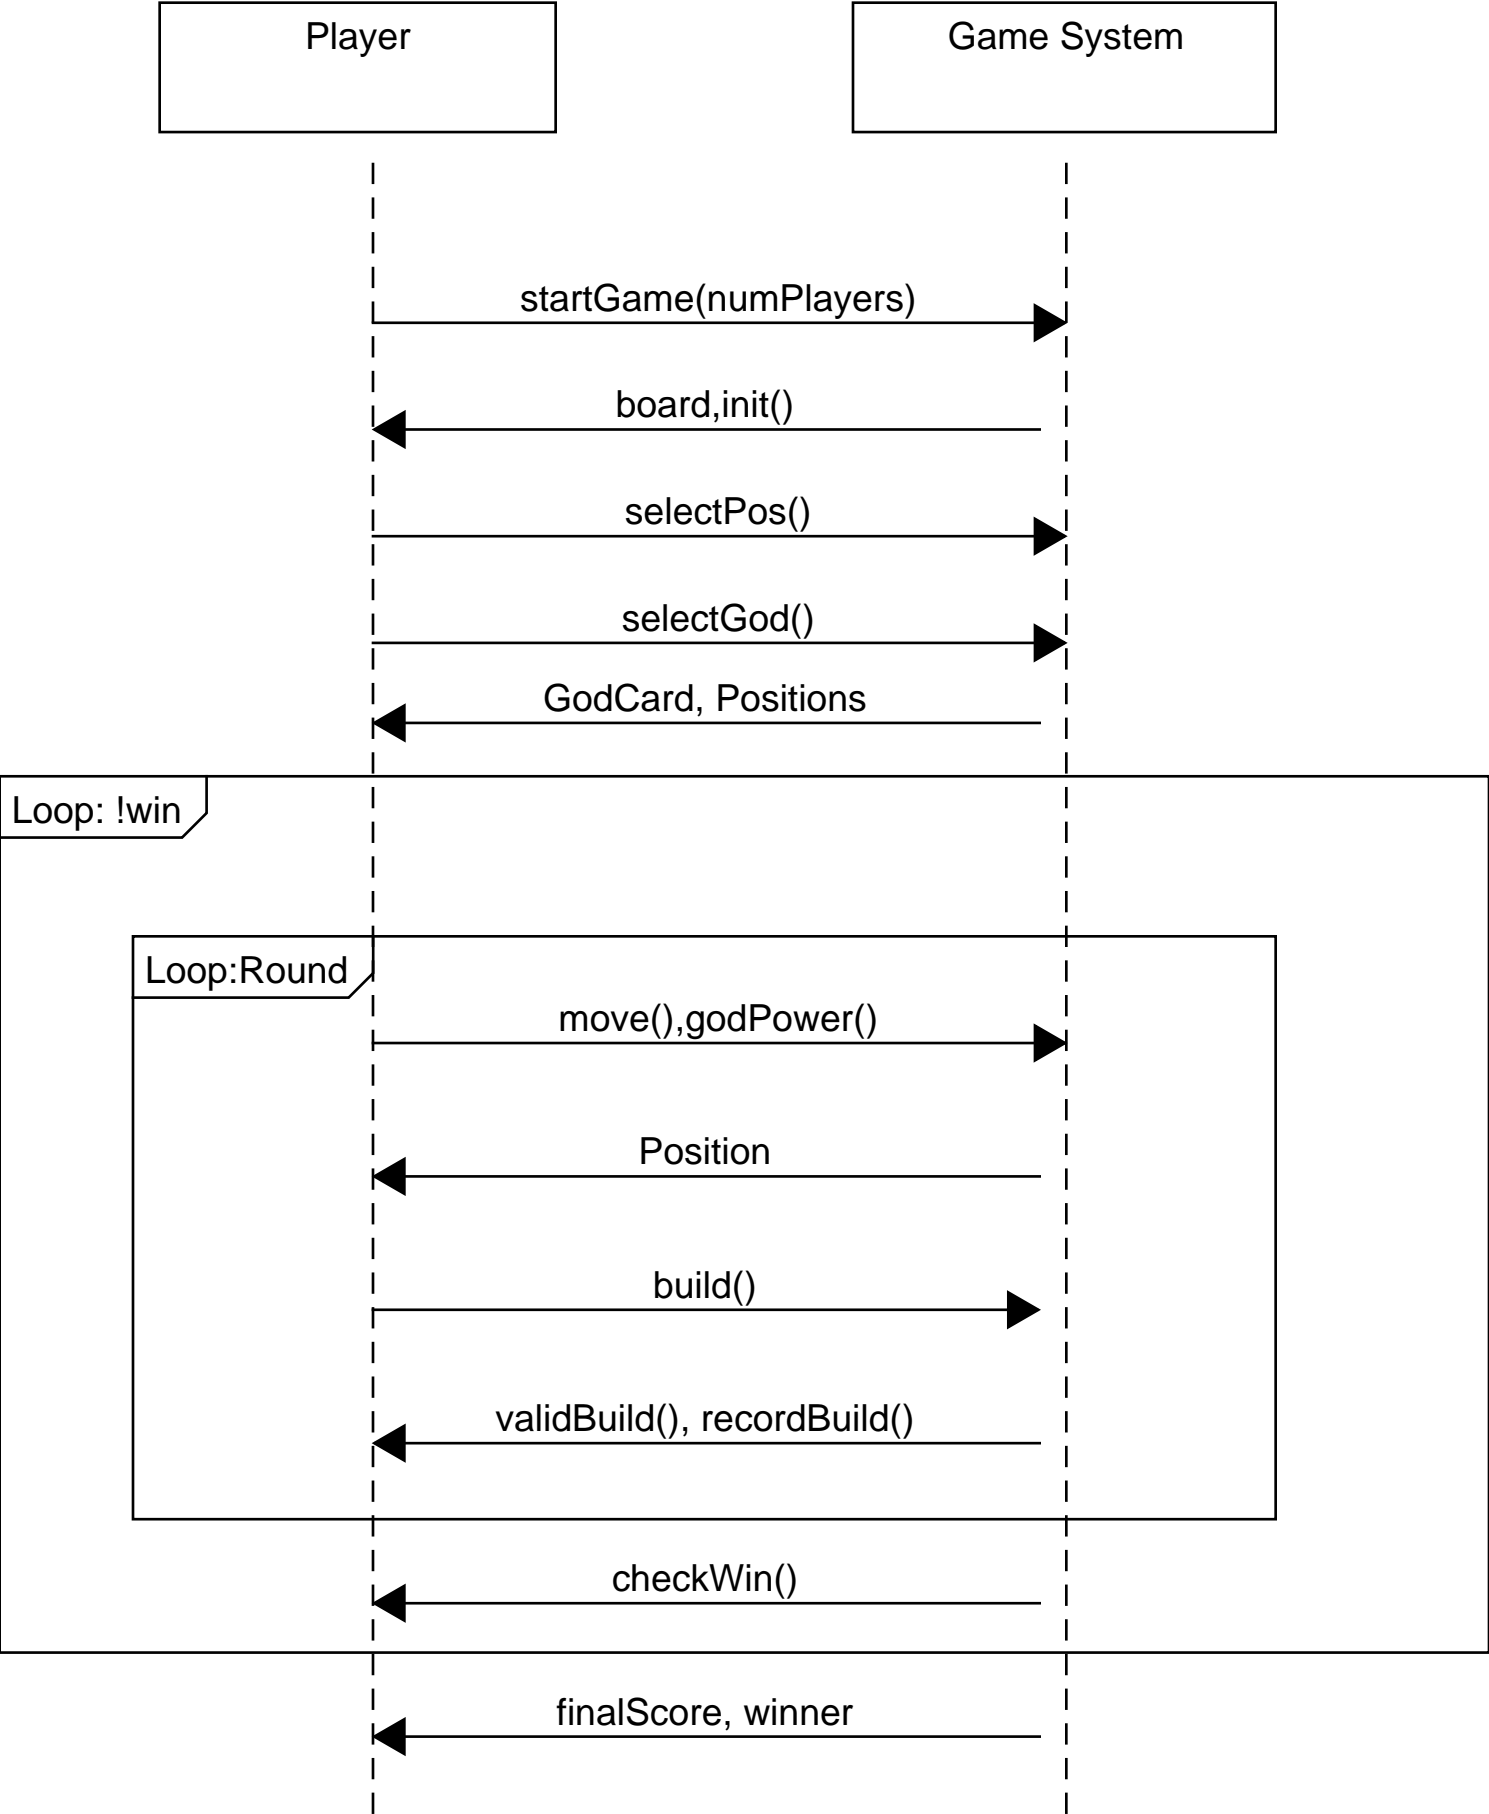 Player
Game System
startGame(numPlayers)
board,init()
selectPos()
selectGod()
GodCard, Positions
Loop: !win
Loop:Round
move(),godPower()
Position
build()
validBuild(), recordBuild()
checkWin()
finalScore, winner